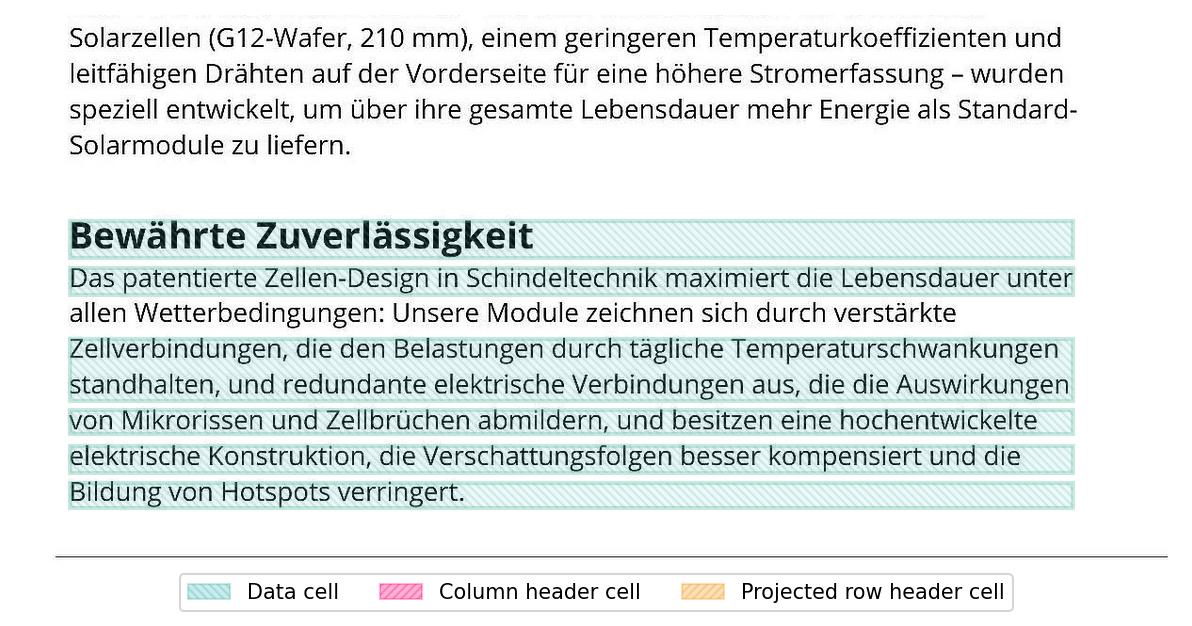 Solarzellen (G12-Wafer, 210 mm), einem geringeren Temperaturkoeffizienten und
leitfähigen Drähten auf der Vorderseite für eine höhere Stromerfassung – wurden
speziell entwickelt, um über ihre gesamte Lebensdauer mehr Energie als Standard-
Solarmodule zu liefern.
Bewährte Zuverlässigkeit
Das patentierte Zellen-Design in Schindeltechnik maximiert die Lebensdauer unter
allen Wetterbedingungen: Unsere Module zeichnen sich durch verstärkte
Zellverbindungen, die den Belastungen durch tägliche Temperaturschwankungen
standhalten, und redundante elektrische Verbindungen aus, die die Auswirkungen
von Mikrorissen und Zellbrüchen abmildern, und besitzen eine hochentwickelte
elektrische Konstruktion, die Verschattungsfolgen besser kompensiert und die
Bildung von Hotspots verringert.
Data cell Column header cell Projected row header cell